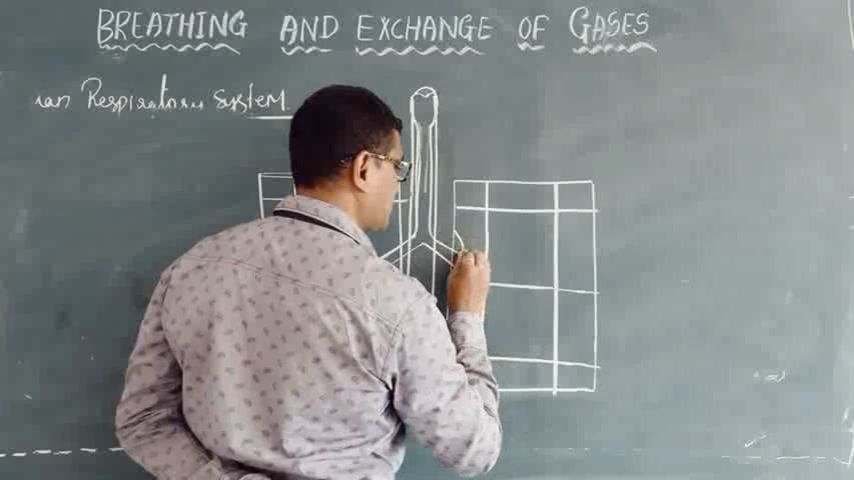 BREATHING AND EXCHANGE OF GASES
Respiratory System